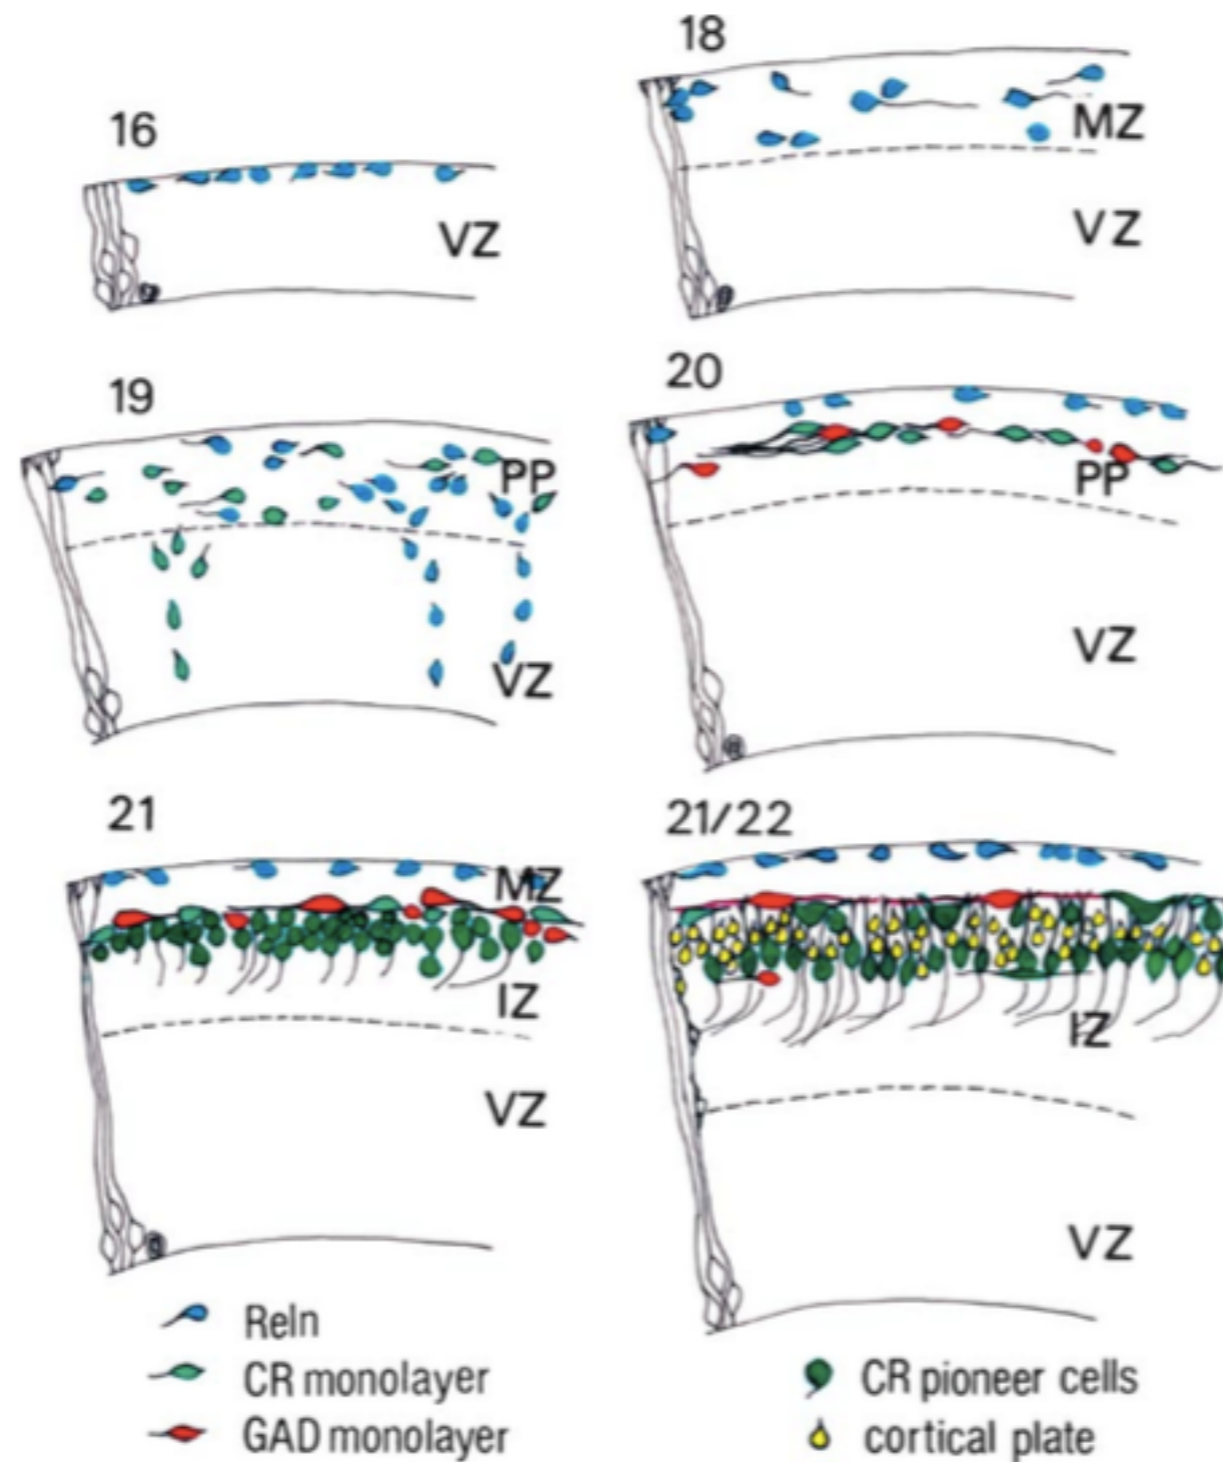 16
VZ
18
MZ
VZ
19
PP
VZ
20
PP
VZ
21
MZ
IZ
VZ
21/22
IZ
VZ
Reln
CR monolayer
GAD monolayer
CR pioneer cells
cortical plate